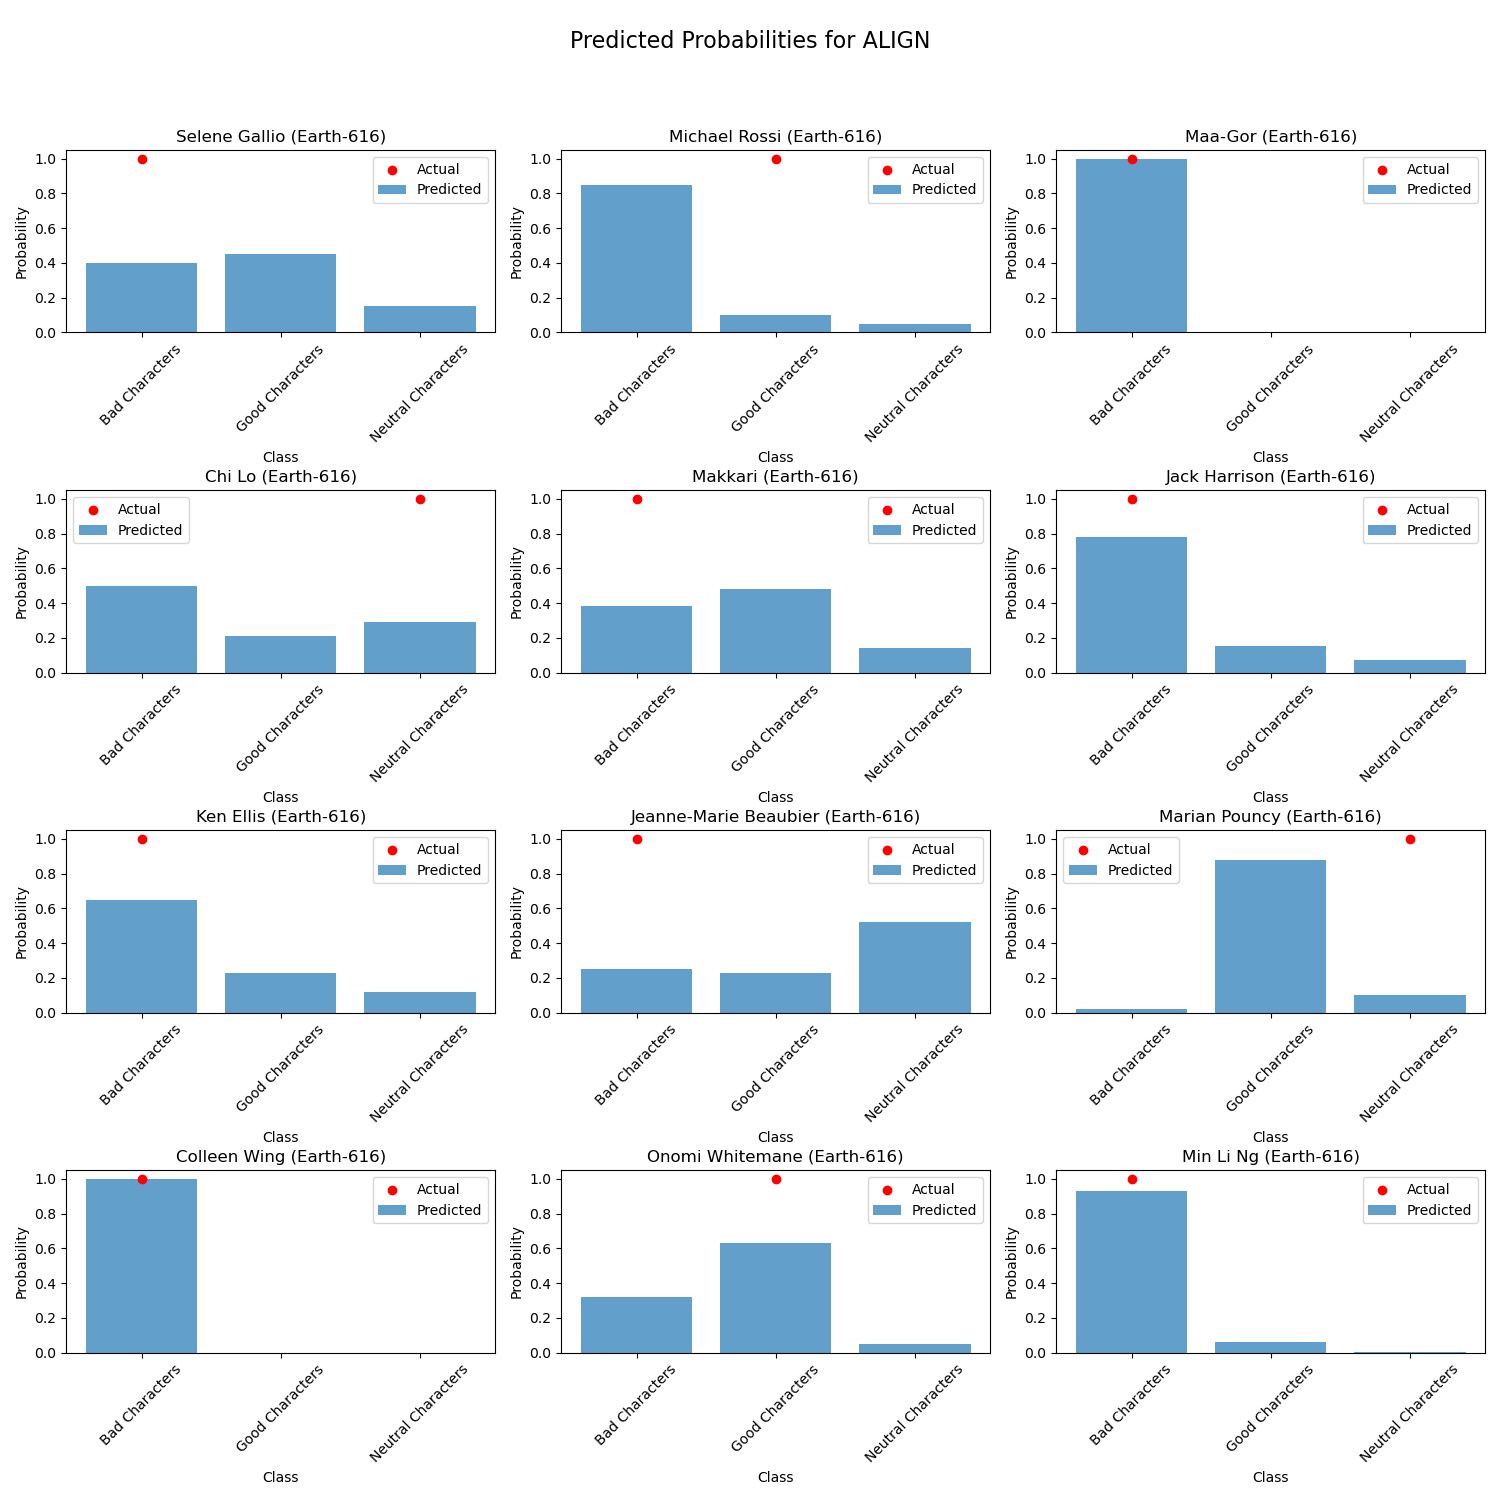 Predicted Probabilities for ALIGN
Selene Gallio (Earth-616)
1.0
0.8
0.6
0.4
0.2
0.0
Probability
Actual
Predicted
Bad Characters
Good Characters
Neutral Characters
Class
Michael Rossi (Earth-616)
1.0
0.8
0.6
0.4
0.2
0.0
Probability
Actual
Predicted
Bad Characters
Good Characters
Neutral Characters
Class
Maa-Gor (Earth-616)
1.0
0.8
0.6
0.4
0.2
0.0
Probability
Actual
Predicted
Bad Characters
Good Characters
Neutral Characters
Class
Chi Lo (Earth-616)
1.0
0.8
0.6
0.4
0.2
0.0
Probability
Actual
Predicted
Bad Characters
Good Characters
Neutral Characters
Class
Makkari (Earth-616)
1.0
0.8
0.6
0.4
0.2
0.0
Probability
Actual
Predicted
Bad Characters
Good Characters
Neutral Characters
Class
Jack Harrison (Earth-616)
1.0
0.8
0.6
0.4
0.2
0.0
Probability
Actual
Predicted
Bad Characters
Good Characters
Neutral Characters
Class
Ken Ellis (Earth-616)
1.0
0.8
0.6
0.4
0.2
0.0
Probability
Actual
Predicted
Bad Characters
Good Characters
Neutral Characters
Class
Jeanne-Marie Beaubier (Earth-616)
1.0
0.8
0.6
0.4
0.2
0.0
Probability
Actual
Predicted
Bad Characters
Good Characters
Neutral Characters
Class
Marian Pouncy (Earth-616)
1.0
0.8
0.6
0.4
0.2
0.0
Probability
Actual
Predicted
Bad Characters
Good Characters
Neutral Characters
Class
Colleen Wing (Earth-616)
1.0
0.8
0.6
0.4
0.2
0.0
Probability
Actual
Predicted
Bad Characters
Good Characters
Neutral Characters
Class
Onomi Whitemane (Earth-616)
1.0
0.8
0.6
0.4
0.2
0.0
Probability
Actual
Predicted
Bad Characters
Good Characters
Neutral Characters
Class
Min Li Ng (Earth-616)
1.0
0.8
0.6
0.4
0.2
0.0
Probability
Actual
Predicted
Bad Characters
Good Characters
Neutral Characters
Class